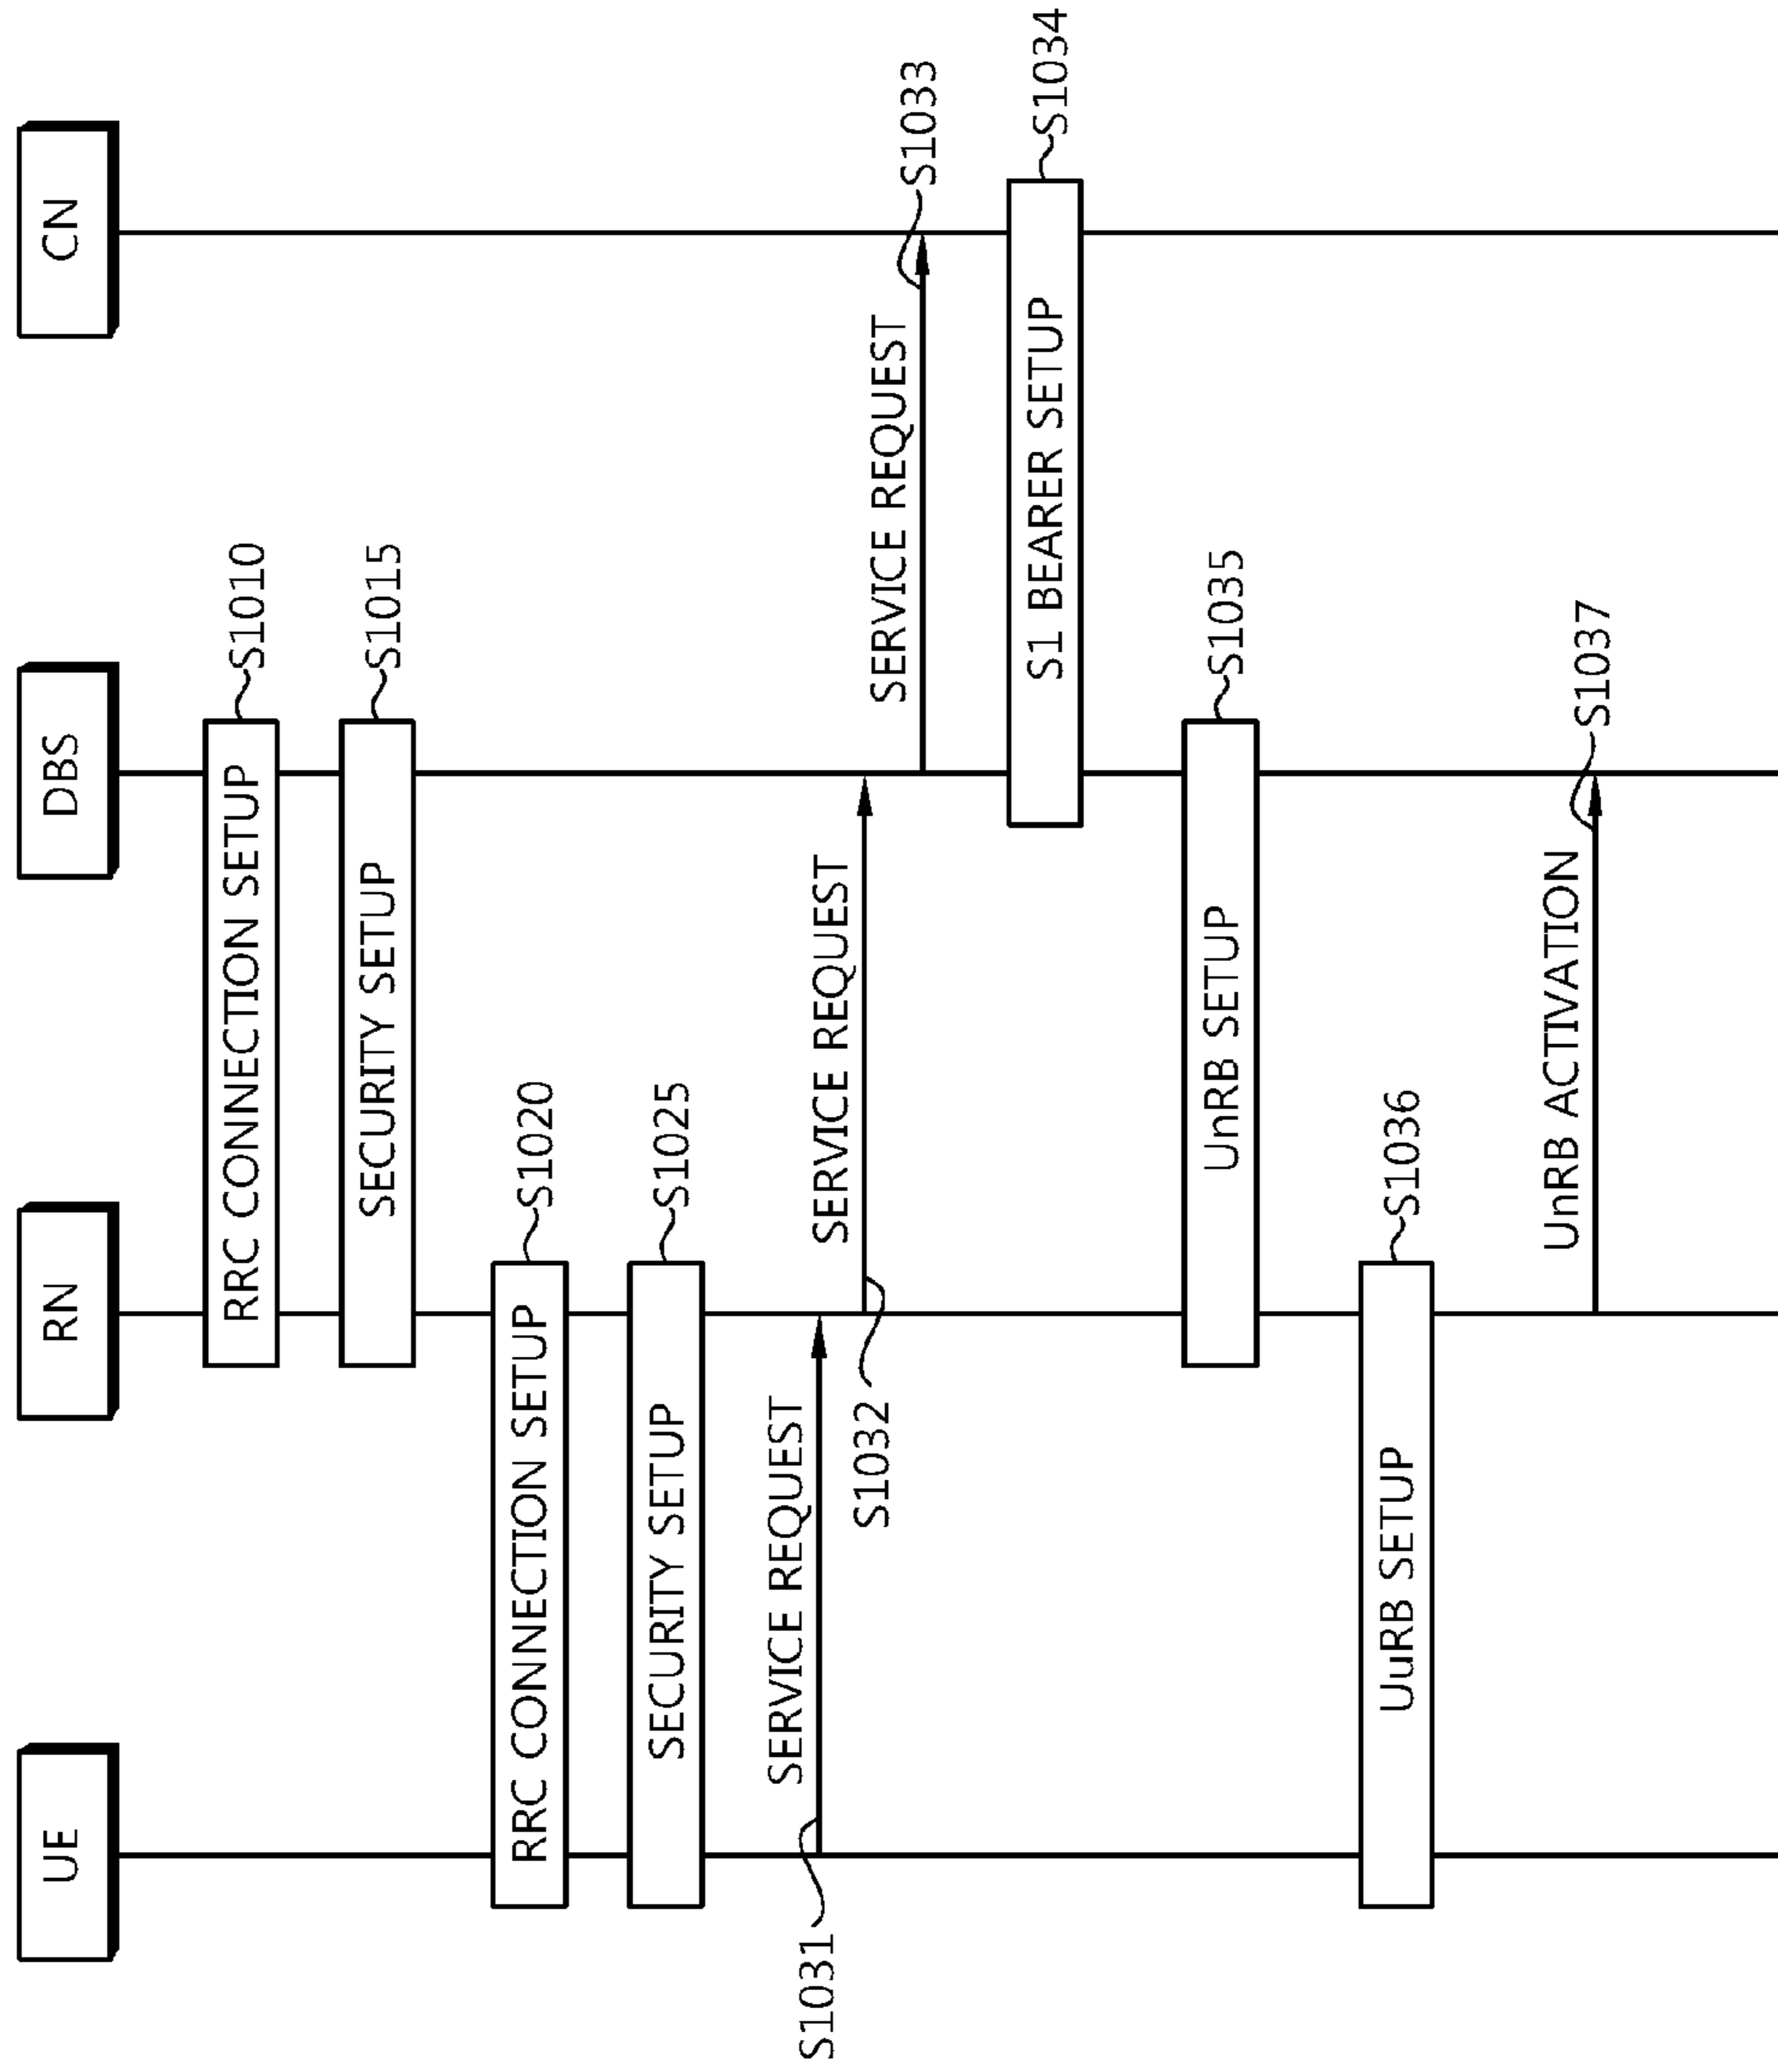 UE
RN
DBS
CN
RRC CONNECTION SETUP
S1010
SECURITY SETUP
S1015
RRC CONNECTION SETUP
S1020
SECURITY SETUP
S1025
S1031
SERVICE REQUEST
SERVICE REQUEST
S1032
SERVICE REQUEST
S1033
S1 BEARER SETUP
S1034
UnRB SETUP
S1035
UuRB SETUP
S1036
UnRB ACTIVATION
S1037